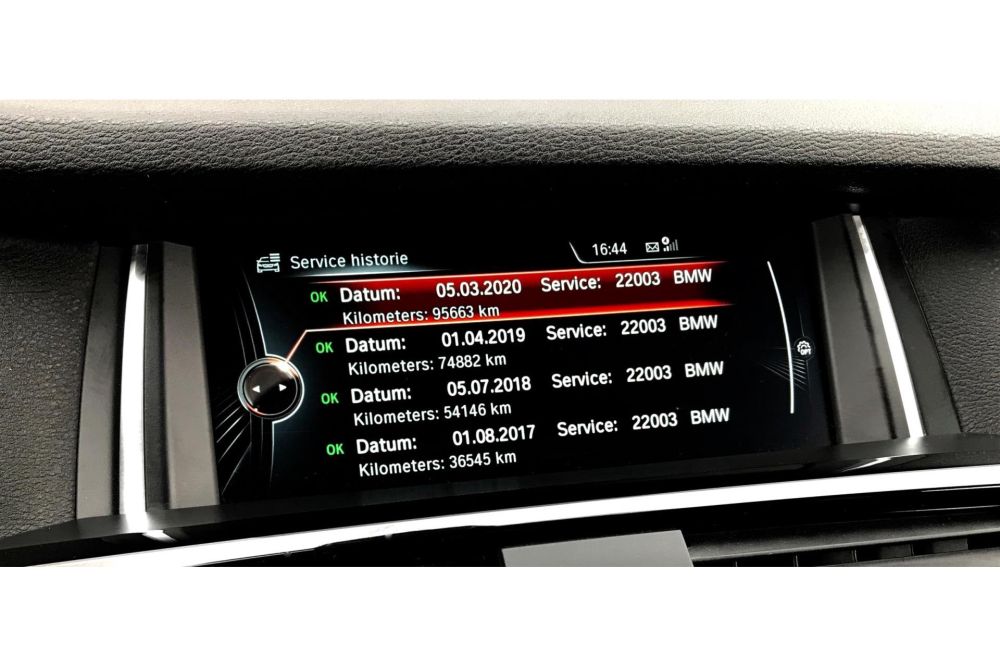 Service historie
16:44
OK Datum: 05.03.2020 Service: 22003 BMW
Kilometers: 95663 km
OK Datum: 01.04.2019 Service: 22003 BMW
Kilometers: 74882 km
OK Datum: 05.07.2018 Service: 22003 BMW
Kilometers: 54146 km
OK Datum: 01.08.2017 Service: 22003 BMW
Kilometers: 36545 km
OPT